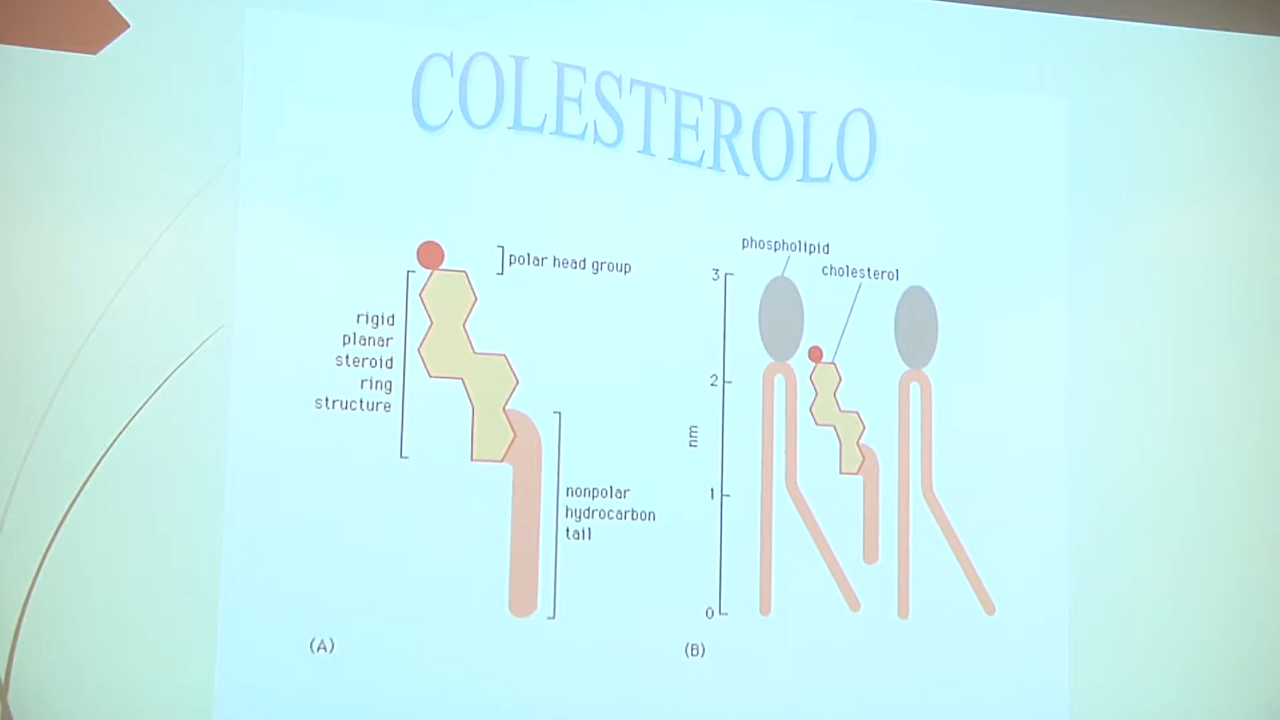 COLESTEROLO
polar head group
rigid
planar
steroid
ring
structure
nonpolar
hydrocarbon
tail
(A)
phospholipid
cholesterol
3
2
nm
1
0
(B)